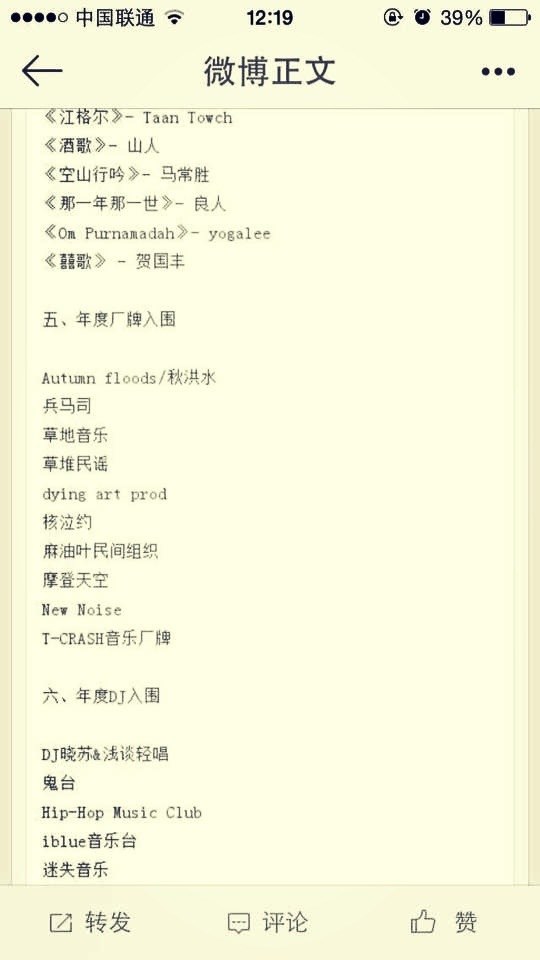 中国联通 12:19 39%
微博正文
《江格尔》- Taan Towch
《酒歌》- 山人
《空山行吟》- 马常胜
《那一年那一世》- 良人
《Om Purnamadah》- yogalee
《囍歌》 - 贺国丰
五、年度厂牌入围
Autumn floods/秋洪水
兵马司
草地音乐
草堆民谣
dying art prod
核泣约
麻油叶民间组织
摩登天空
New Noise
T-CRASH音乐厂牌
六、年度DJ入围
DJ晓苏&浅谈轻唱
鬼台
Hip-Hop Music Club
iblue音乐台
迷失音乐
转发 评论 赞